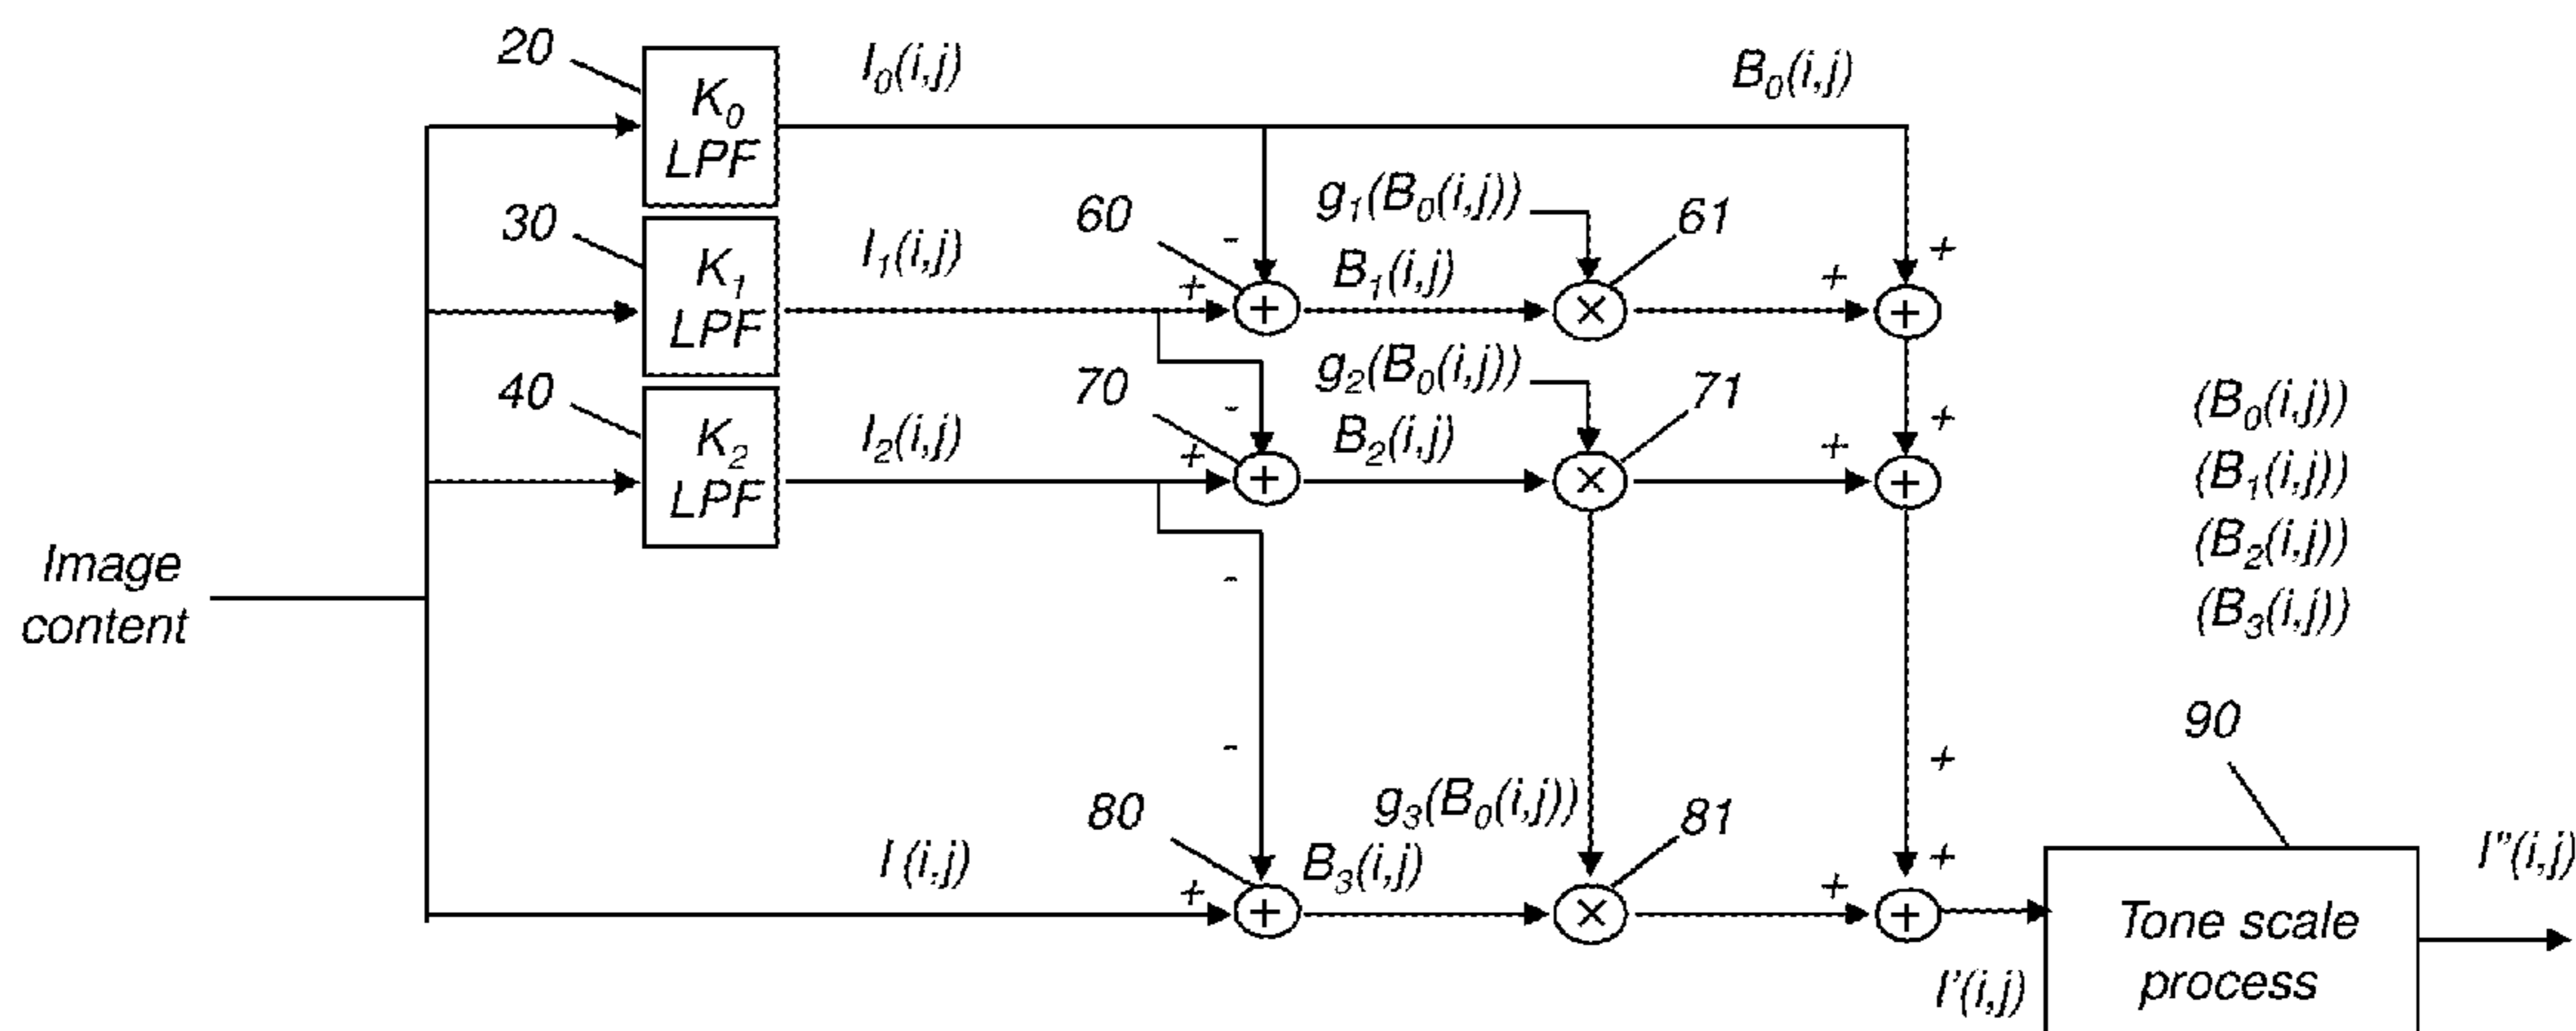 20
K₀
LPF
I₀(i,j)
B₀(i,j)
30
K₁
LPF
I₁(i,j)
60
-
+
+
g₁(B₀(i,j))
B₁(i,j)
×
61
+
+
+
40
K₂
LPF
I₂(i,j)
70
-
+
+
g₂(B₀(i,j))
B₂(i,j)
×
71
+
+
+
(B₀(i,j))
(B₁(i,j))
(B₂(i,j))
(B₃(i,j))
Image
content
-
-
+
90
I(i,j)
80
+
+
B₃(i,j)
g₃(B₀(i,j))
×
81
+
+
+
I'(i,j)
Tone scale
process
I''(i,j)